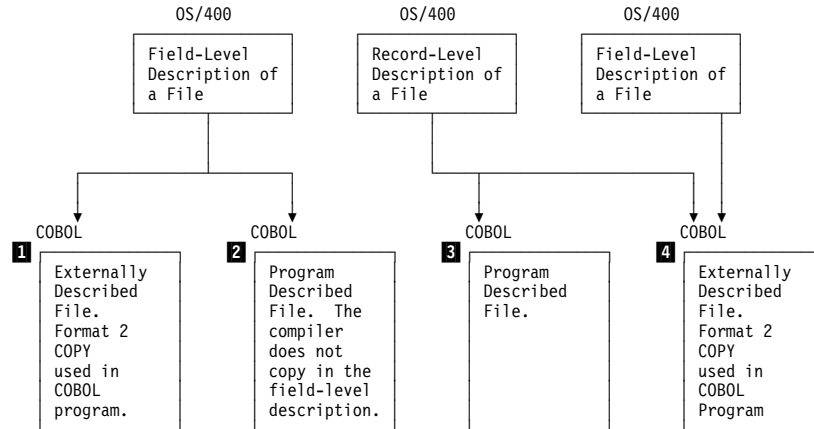 OS/400
OS/400
OS/400
Field-Level
Description of
a File
Record-Level
Description of
a File
Field-Level
Description of
a File
COBOL
COBOL
COBOL
COBOL
1
Externally
Described
File.
Format 2
COPY
used in
COBOL
program.
2
Program
Described
File. The
compiler
does not
copy in the
field-level
description.
3
Program
Described
File.
4
Externally
Described
File.
Format 2
COPY
used in
COBOL
Program